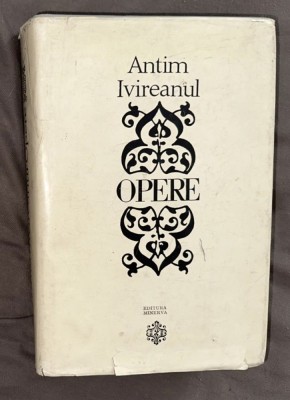 Antim
Ivireanul
OPERE
EDITURA
MINERVA